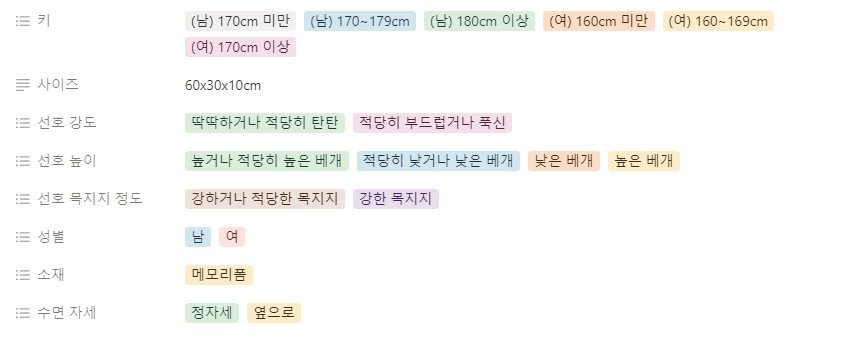 키 (남) 170cm 미만 (남) 170~179cm (남) 180cm 이상 (여) 160cm 미만 (여) 160~169cm
(여) 170cm 이상
사이즈 60x30x10cm
선호 강도 딱딱하거나 적당히 탄탄 적당히 부드럽거나 푹신
선호 높이 높거나 적당히 높은 베개 적당히 낮거나 낮은 베개 낮은 베개 높은 베개
선호 목지지 정도 강하거나 적당한 목지지 강한 목지지
성별 남 여
소재 메모리폼
수면 자세 정자세 옆으로